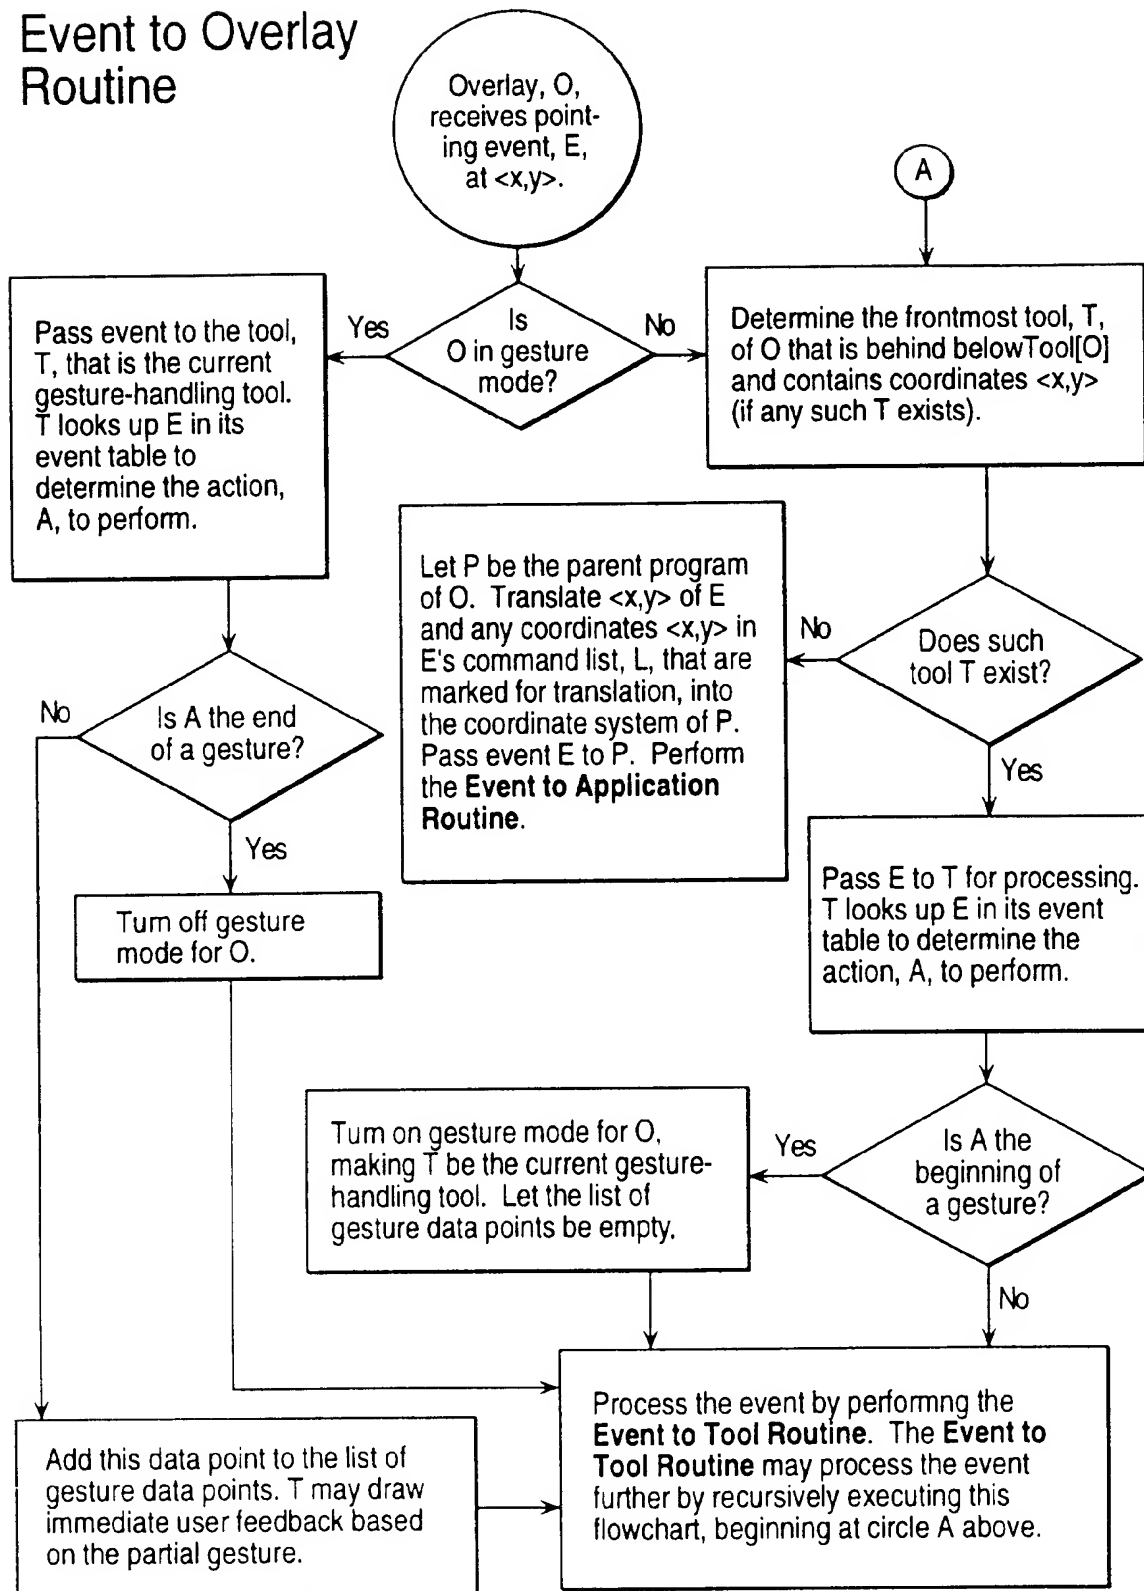 Event to Overlay
Routine
Overlay, O,
receives point-
ing event, E,
at <x,y>.
A
Is
O in gesture
mode?
Yes
No
Pass event to the tool,
T, that is the current
gesture-handling tool.
T looks up E in its
event table to
determine the action,
A, to perform.
Determine the frontmost tool, T,
of O that is behind belowTool[O]
and contains coordinates <x,y>
(if any such T exists).
Let P be the parent program
of O. Translate <x,y> of E
and any coordinates <x,y> in
E's command list, L, that are
marked for translation, into
the coordinate system of P.
Pass event E to P. Perform
the Event to Application
Routine.
No
Does such
tool T exist?
Yes
No
Is A the end
of a gesture?
Yes
Turn off gesture
mode for O.
Pass E to T for processing.
T looks up E in its event
table to determine the
action, A, to perform.
Turn on gesture mode for O,
making T be the current gesture-
handling tool. Let the list of
gesture data points be empty.
Yes
Is A the
beginning of
a gesture?
No
Add this data point to the list of
gesture data points. T may draw
immediate user feedback based
on the partial gesture.
Process the event by performng the
Event to Tool Routine. The Event to
Tool Routine may process the event
further by recursively executing this
flowchart, beginning at circle A above.